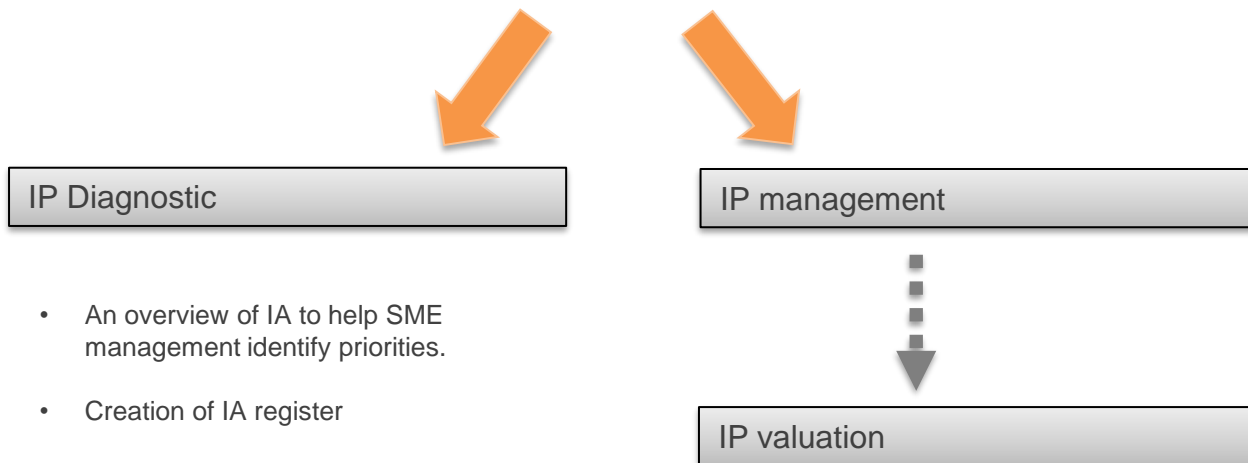 IP Diagnostic
• An overview of IA to help SME
management identify priorities.
• Creation of IA register
IP management
IP valuation